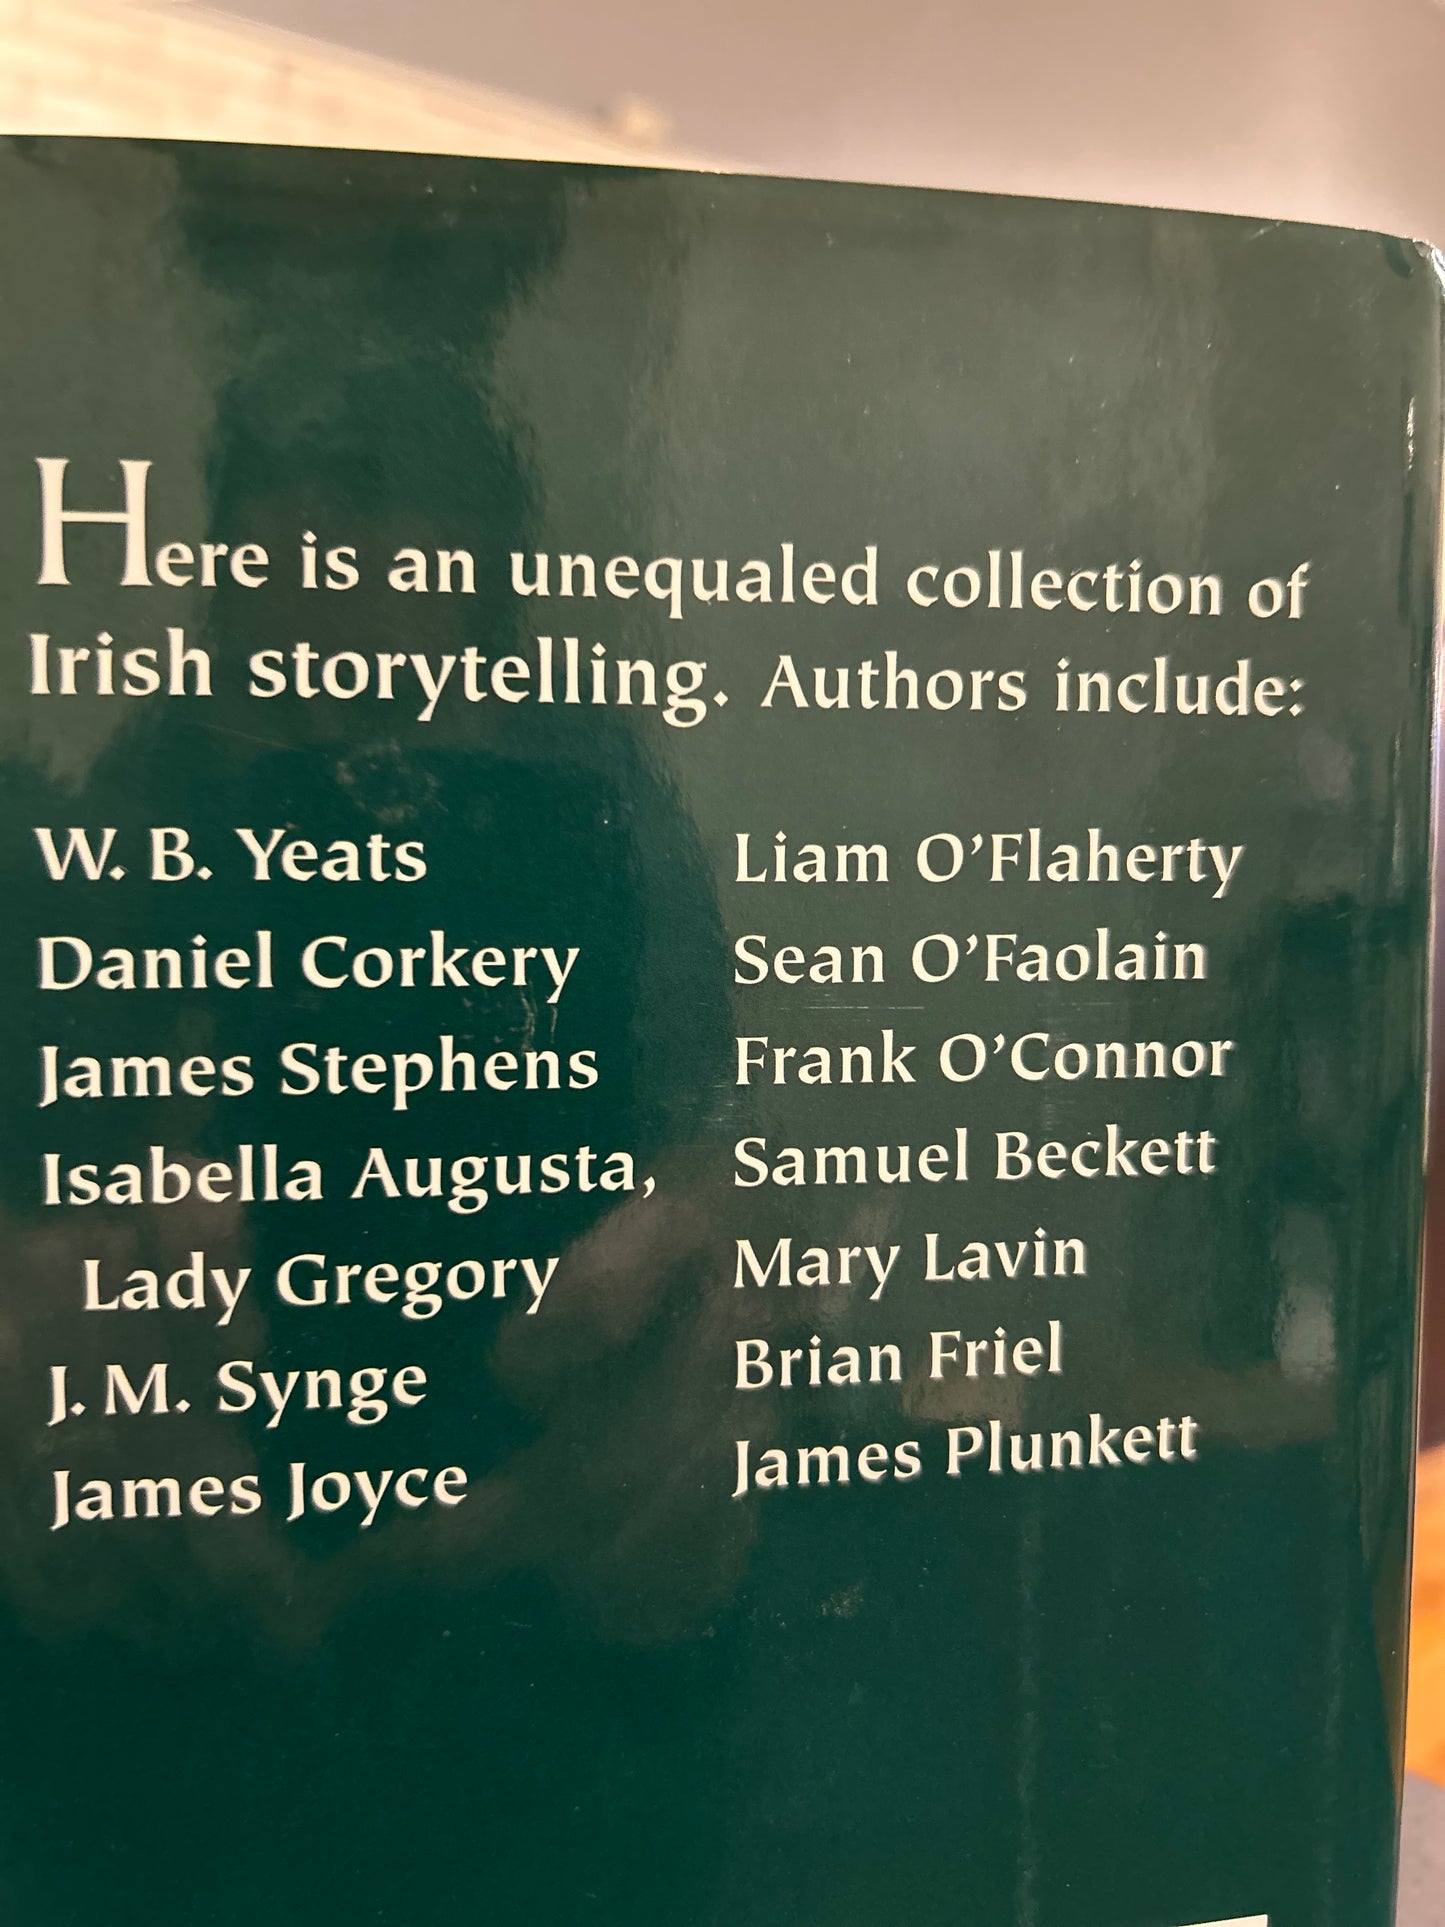 Here is an unequaled collection of
Irish storytelling. Authors include:
W. B. Yeats
Daniel Corkery
James Stephens
Isabella Augusta,
Lady Gregory
J. M. Synge
James Joyce
Liam O’Flaherty
Sean O’Faolain
Frank O’Connor
Samuel Beckett
Mary Lavin
Brian Friel
James Plunkett